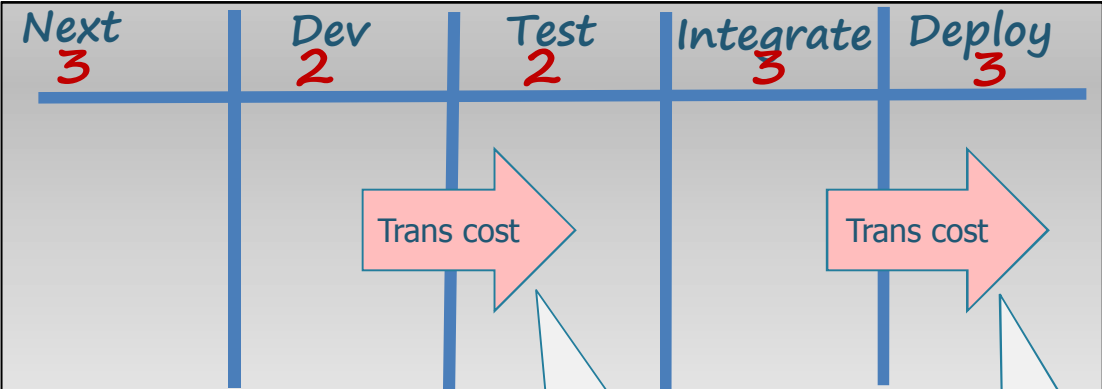 Next Dev Test Integrate Deploy
3 2 2 3 3
Trans cost Trans cost